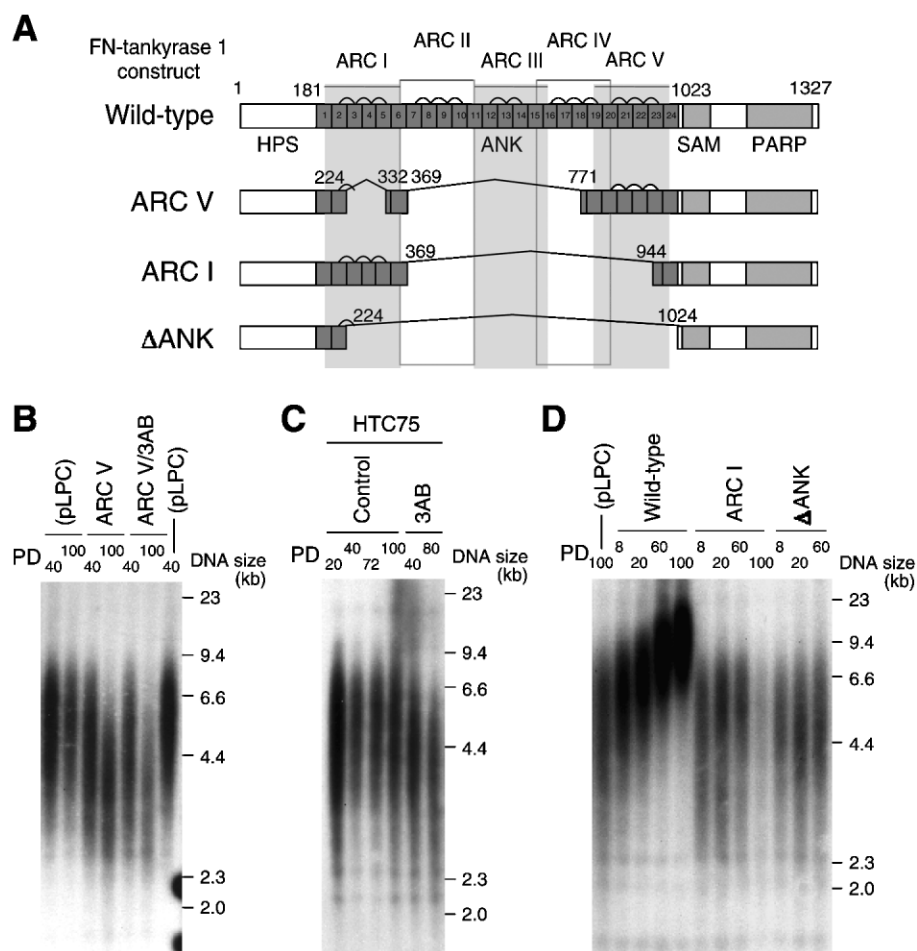 A
FN-tankyrase 1
construct
ARC I
ARC II
ARC III
ARC IV
ARC V
1
181
1023
1327
Wild-type
1 2 3 4 5 6 7 8 9 10 11 12 13 14 15 16 17 18 19 20 21 22 23 24
HPS
ANK
SAM
PARP
224
332
369
771
ARC V
369
944
ARC I
224
1024
ΔANK
B
(pLPC)
ARC V
ARC V/3AB
(pLPC)
PD
100 100 100
40 40 40 40
DNA size
(kb)
23
9.4
6.6
4.4
2.3
2.0
C
HTC75
Control
3AB
PD
40 100 80
20 72 40
DNA size
(kb)
23
9.4
6.6
4.4
2.3
2.0
D
(pLPC)
Wild-type
ARC I
ΔANK
PD
8 60 8 60 8 60
100 20 100 20 100 20
DNA size
(kb)
23
9.4
6.6
4.4
2.3
2.0